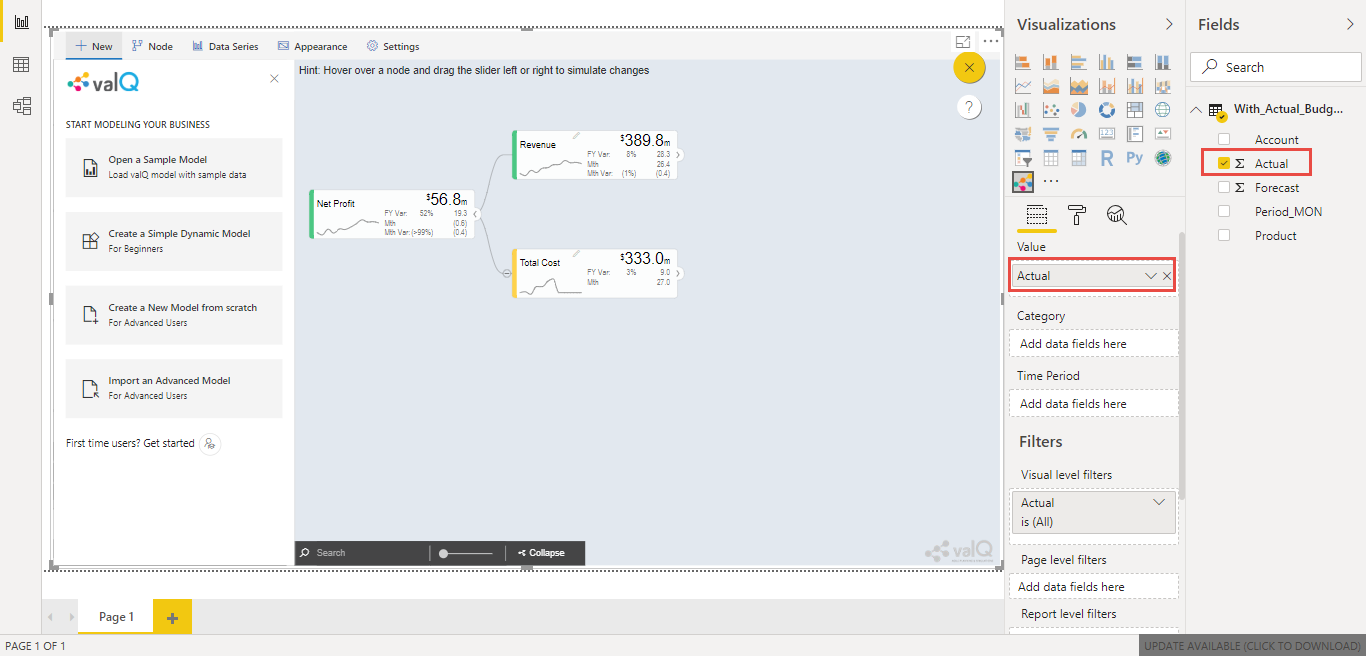 + New
Node
Data Series
Appearance
Settings
valQ
START MODELING YOUR BUSINESS
Open a Sample Model
Load valQ model with sample data
Create a Simple Dynamic Model
For Beginners
Create a New Model from scratch
For Advanced Users
Import an Advanced Model
For Advanced Users
First time users? Get started
Hint: Hover over a node and drag the slider left or right to simulate changes
?
Net Profit
$56.8m
FY Var: 52% 19.3
Mth (0.6)
Mth Var: (>99%) (0.4)
Revenue
$389.8m
FY Var: 8% 28.3
Mth 26.4
Mth Var: (1%) (0.4)
Total Cost
$333.0m
FY Var: 3% 9.0
Mth 27.0
Search
Collapse
valQ
Page 1
+
PAGE 1 OF 1
Visualizations
123
R
Py
Value
Actual
Category
Add data fields here
Time Period
Add data fields here
Filters
Visual level filters
Actual
is (All)
Page level filters
Add data fields here
Report level filters
Fields
Search
With_Actual_Budg...
Account
Σ Actual
Σ Forecast
Period_MON
Product
UPDATE AVAILABLE (CLICK TO DOWNLOAD)